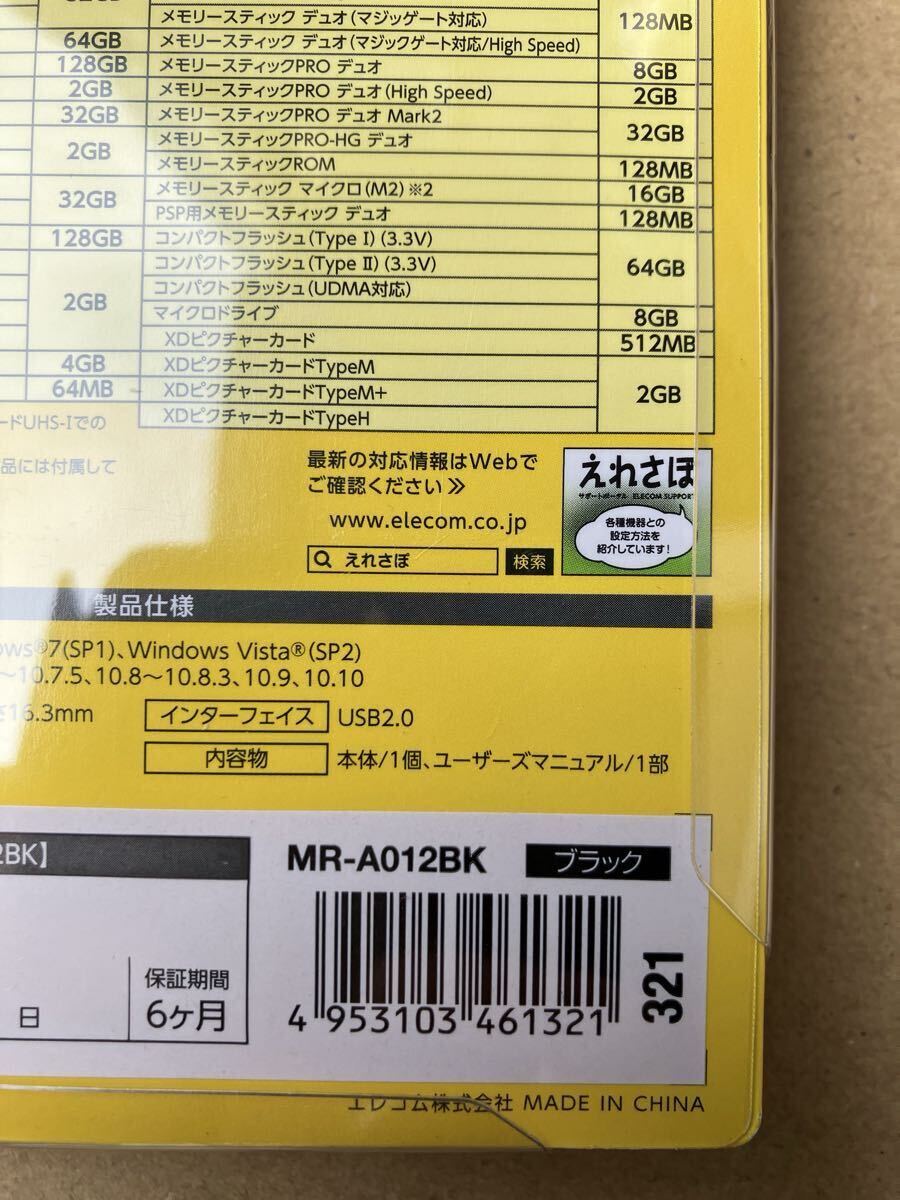 メモリースティック デュオ(マジッゲート対応)
128MB
64GB メモリースティック デュオ(マジックゲート対応/High Speed)
128GB メモリースティックPRO デュオ 8GB
2GB メモリースティックPRO デュオ(High Speed) 2GB
32GB メモリースティックPRO デュオ Mark2
32GB
メモリースティックPRO-HG デュオ
2GB
メモリースティックROM 128MB
メモリースティック マイクロ(M2)※2 16GB
32GB
PSP用メモリースティック デュオ 128MB
128GB コンパクトフラッシュ(Type I)(3.3V)
コンパクトフラッシュ(Type II)(3.3V)
64GB
コンパクトフラッシュ(UDMA対応)
2GB
マイクロドライブ 8GB
XDピクチャーカード 512MB
4GB XDピクチャーカードTypeM
64MB XDピクチャーカードTypeM+
2GB
XDピクチャーカードTypeH
ードUHS-Iでの
品には付属して
最新の対応情報はWebで
ご確認ください
www.elecom.co.jp
えれさぽ 検索
えれさぽ
サポートポータル ELECOM SUPPORT
各種機器との
設定方法を
紹介しています!
製品仕様
ows®7(SP1)、Windows Vista®(SP2)
～10.7.5、10.8～10.8.3、10.9、10.10
さ16.3mm
インターフェイス USB2.0
内容物 本体/1個、ユーザーズマニュアル/1部
2BK】
MR-A012BK ブラック
保証期間
日 6ヶ月
4 953103 461321
321
エレコム株式会社 MADE IN CHINA